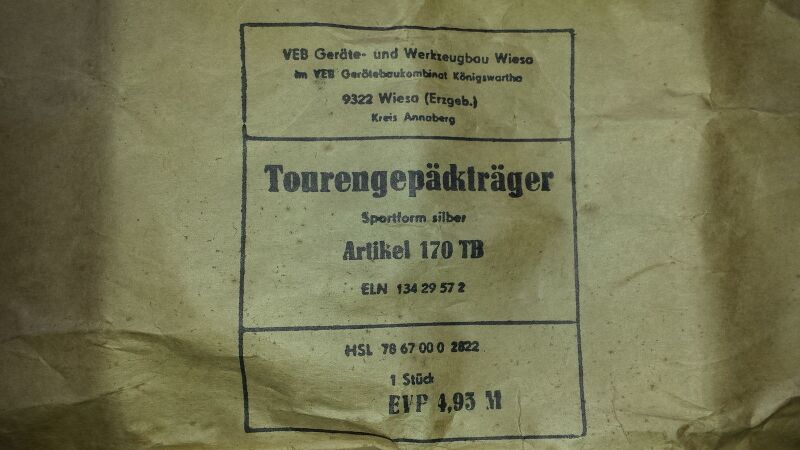 VEB Geräte- und Werkzeugbau Wiesa
im VEB Gerätebaukombinat Königswartha
9322 Wiesa (Erzgeb.)
Kreis Annaberg
Tourengepäckträger
Sportform silber
Artikel 170 TB
ELN 134 29 57 2
HSL 78 67 00 0 2822
1 Stück
EVP 4,95 M